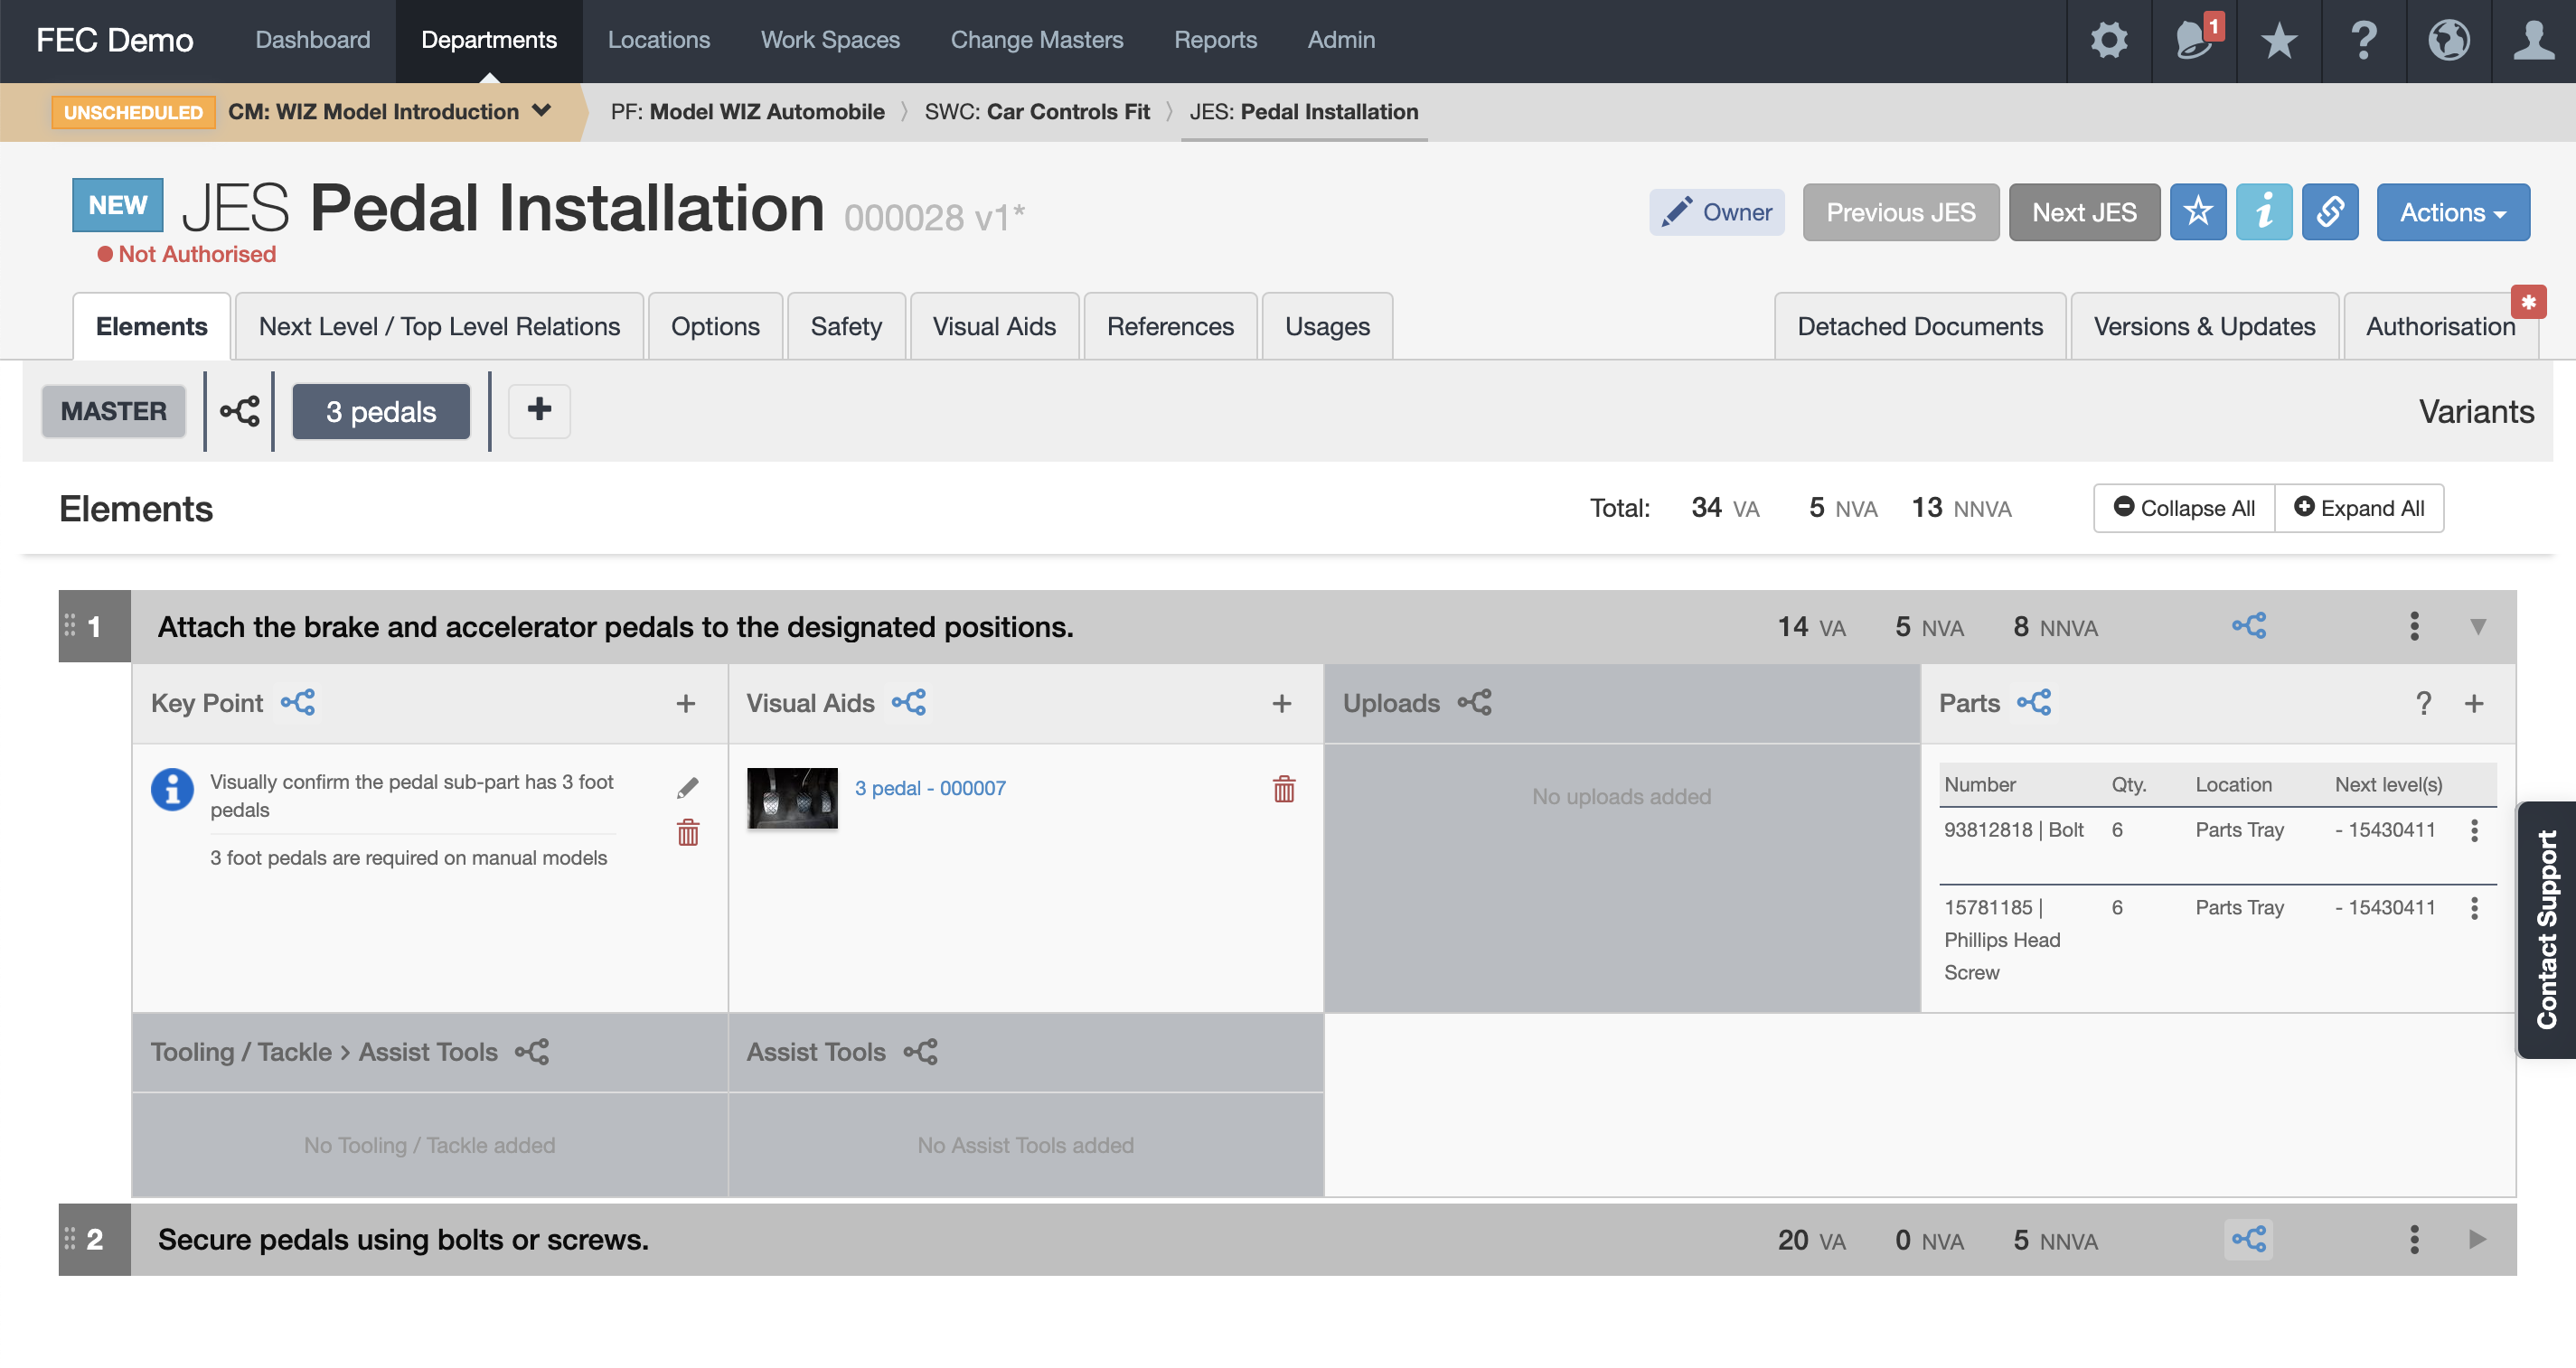 FEC Demo Dashboard Departments Locations Work Spaces Change Masters Reports Admin 1
UNSCHEDULED CM: WIZ Model Introduction PF: Model WIZ Automobile SWC: Car Controls Fit JES: Pedal Installation
NEW JES Pedal Installation 000028 v1* Owner Previous JES Next JES Actions
Not Authorised
Elements Next Level / Top Level Relations Options Safety Visual Aids References Usages Detached Documents Versions & Updates Authorisation *
MASTER 3 pedals + Variants
Elements Total: 34 VA 5 NVA 13 NNVA Collapse All Expand All
1 Attach the brake and accelerator pedals to the designated positions. 14 VA 5 NVA 8 NNVA
Key Point + Visual Aids + Uploads Parts ? +
Visually confirm the pedal sub-part has 3 foot
pedals
3 foot pedals are required on manual models
3 pedal - 000007
No uploads added
Number Qty. Location Next level(s)
93812818 | Bolt 6 Parts Tray - 15430411
15781185 | 6 Parts Tray - 15430411
Phillips Head
Screw
Tooling / Tackle > Assist Tools Assist Tools
No Tooling / Tackle added No Assist Tools added
2 Secure pedals using bolts or screws. 20 VA 0 NVA 5 NNVA
Contact Support